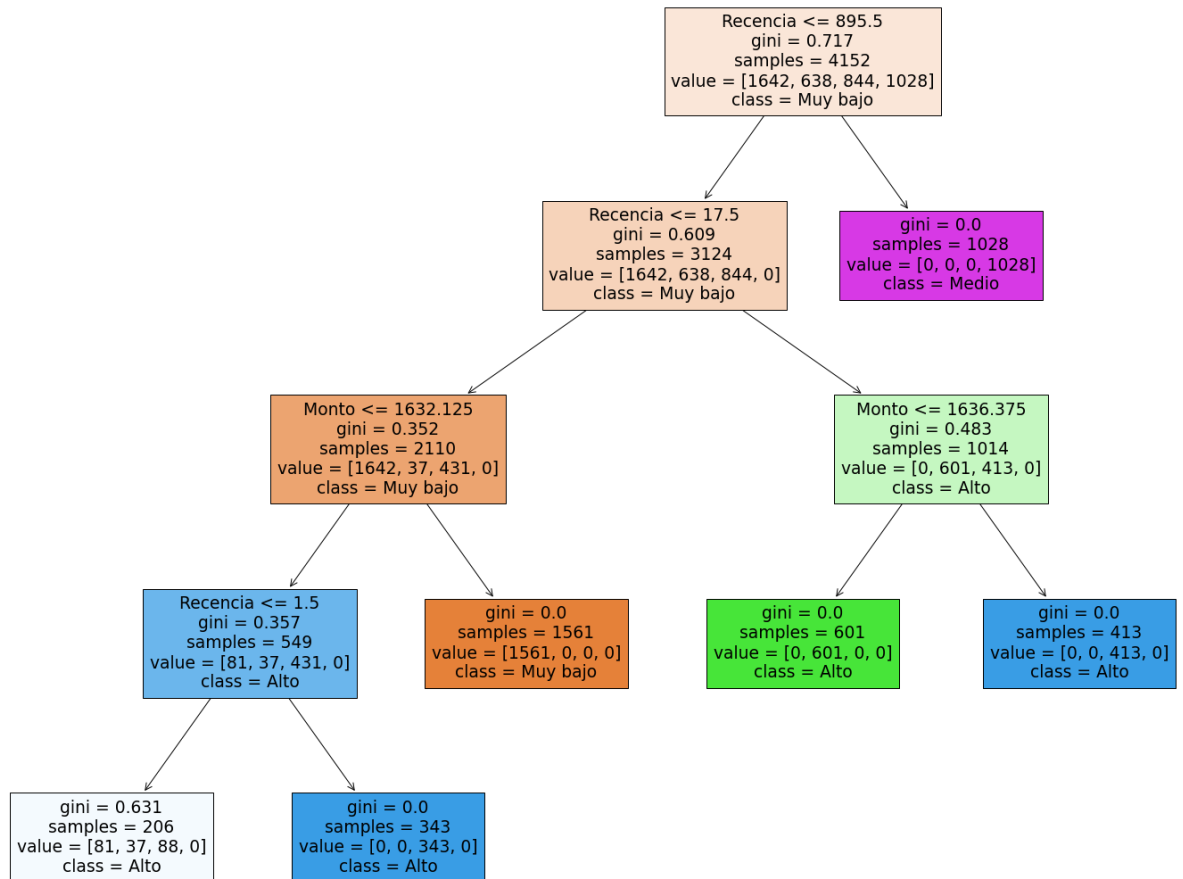 Recencia <= 895.5
gini = 0.717
samples = 4152
value = [1642, 638, 844, 1028]
class = Muy bajo
Recencia <= 17.5
gini = 0.609
samples = 3124
value = [1642, 638, 844, 0]
class = Muy bajo
gini = 0.0
samples = 1028
value = [0, 0, 0, 1028]
class = Medio
Monto <= 1632.125
gini = 0.352
samples = 2110
value = [1642, 37, 431, 0]
class = Muy bajo
Monto <= 1636.375
gini = 0.483
samples = 1014
value = [0, 601, 413, 0]
class = Alto
Recencia <= 1.5
gini = 0.357
samples = 549
value = [81, 37, 431, 0]
class = Alto
gini = 0.0
samples = 1561
value = [1561, 0, 0, 0]
class = Muy bajo
gini = 0.0
samples = 601
value = [0, 601, 0, 0]
class = Alto
gini = 0.0
samples = 413
value = [0, 0, 413, 0]
class = Alto
gini = 0.631
samples = 206
value = [81, 37, 88, 0]
class = Alto
gini = 0.0
samples = 343
value = [0, 0, 343, 0]
class = Alto